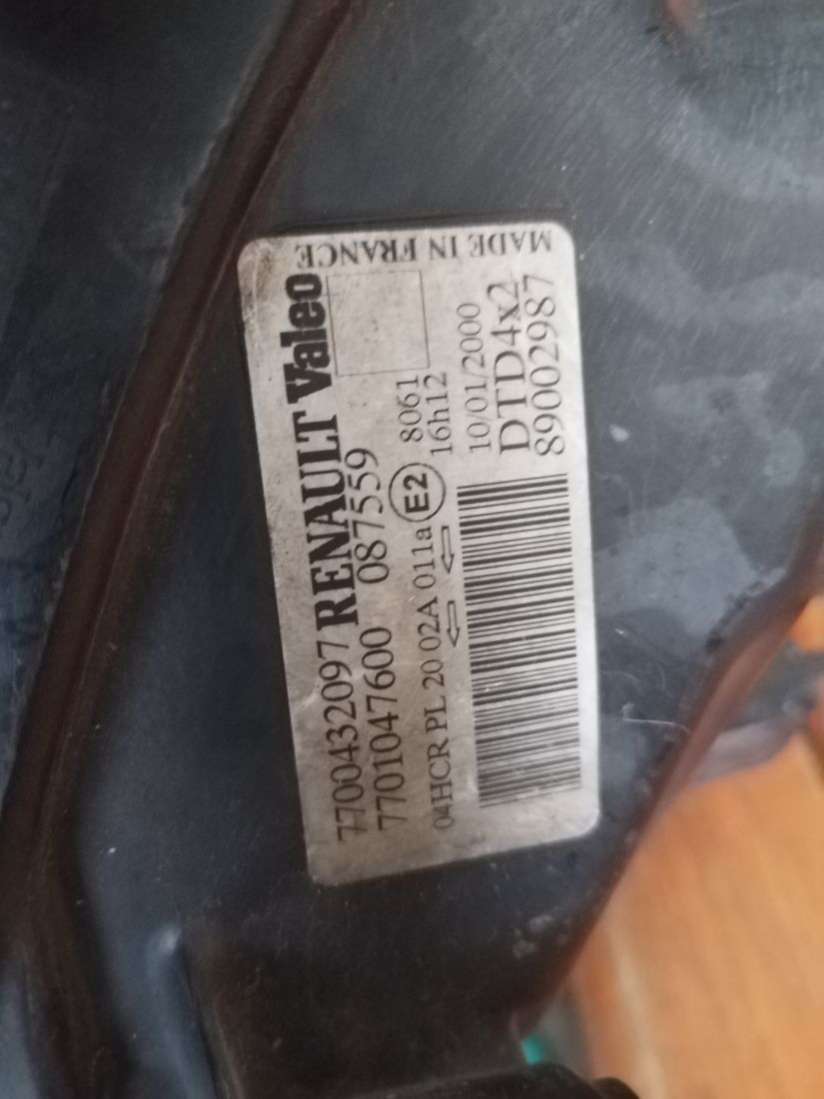 7700432097 RENAULT Valeo
7701047600 087559
04HCR PL 20 02A 011a E2 8061
16h12
10/01/2000
DTD4x2
89002987
MADE IN FRANCE